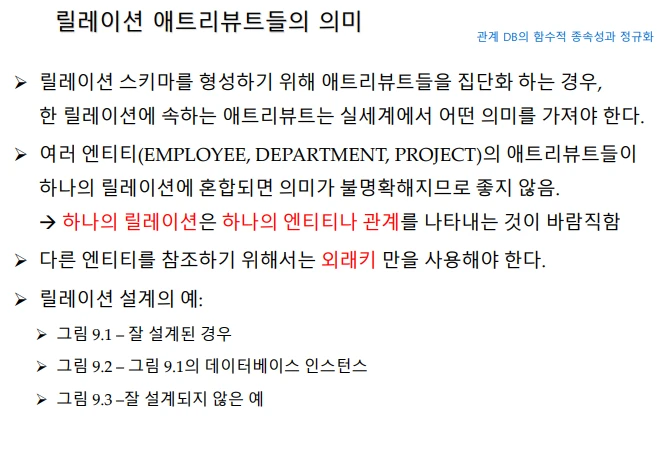 릴레이션 애트리뷰트들의 의미
관계 DB의 함수적 종속성과 정규화
➢ 릴레이션 스키마를 형성하기 위해 애트리뷰트들을 집단화 하는 경우,
한 릴레이션에 속하는 애트리뷰트는 실세계에서 어떤 의미를 가져야 한다.
➢ 여러 엔티티(EMPLOYEE, DEPARTMENT, PROJECT)의 애트리뷰트들이
하나의 릴레이션에 혼합되면 의미가 불명확해지므로 좋지 않음.
→ 하나의 릴레이션은 하나의 엔티티나 관계를 나타내는 것이 바람직함
➢ 다른 엔티티를 참조하기 위해서는 외래키 만을 사용해야 한다.
➢ 릴레이션 설계의 예:
➢ 그림 9.1 – 잘 설계된 경우
➢ 그림 9.2 – 그림 9.1의 데이터베이스 인스턴스
➢ 그림 9.3 –잘 설계되지 않은 예